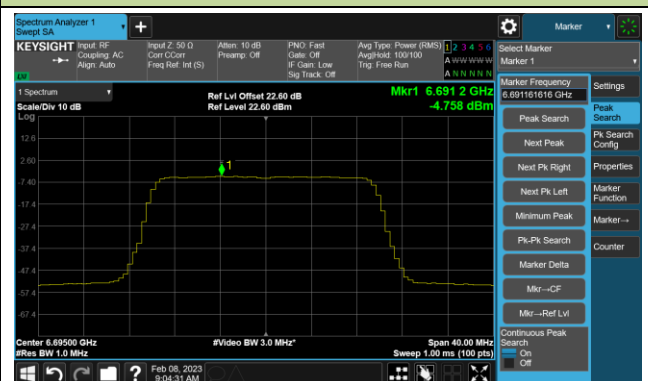 Spectrum Analyzer 1
Swept SA
Marker
KEYSIGHT
Input: RF
Coupling: AC
Align: Auto
Input Z: 50 Ω
Corr CCorr
Freq Ref: Int (S)
Atten: 10 dB
Preamp: Off
PNO: Fast
Gate: Off
IF Gain: Low
Sig Track: Off
Avg Type: Power (RMS)
Avg|Hold: 100/100
Trig: Free Run
1 2 3 4 5 6
A W W W W W
A N N N N N
Select Marker
Marker 1
LXI
1 Spectrum
Scale/Div 10 dB
Ref Lvl Offset 22.60 dB
Ref Level 22.60 dBm
Mkr1 6.691 2 GHz
-4.758 dBm
Log
12.6
2.60
-7.40
-17.4
-27.4
-37.4
-47.4
-57.4
-67.4
1
Center 6.69500 GHz
#Res BW 1.0 MHz
#Video BW 3.0 MHz*
Span 40.00 MHz
Sweep 1.00 ms (100 pts)
Marker Frequency
6.691161616 GHz
Peak Search
Next Peak
Next Pk Right
Next Pk Left
Minimum Peak
Pk-Pk Search
Marker Delta
Mkr→CF
Mkr→Ref Lvl
Continuous Peak
Search
On
Off
Settings
Peak
Search
Pk Search
Config
Properties
Marker
Function
Marker→
Counter
?
Feb 08, 2023
9:04:31 AM